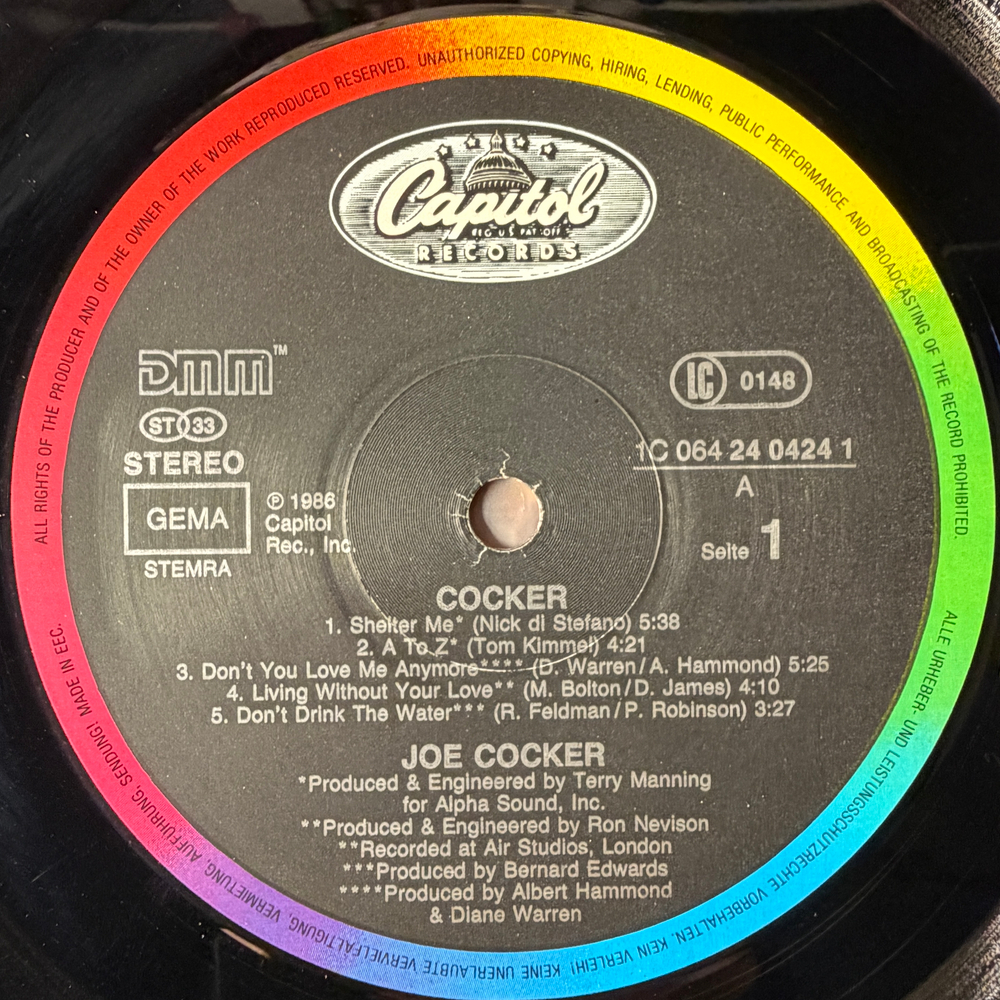 ALL RIGHTS OF THE PRODUCER AND OF THE OWNER OF THE WORK REPRODUCED RESERVED. UNAUTHORIZED COPYING, HIRING, LENDING, PUBLIC PERFORMANCE AND BROADCASTING OF THE RECORD PROHIBITED.
Capitol
REG U S PAT OFF
RECORDS
DMM™
ST 33
STEREO
GEMA
STEMRA
℗ 1986
Capitol
Rec., Inc.
LC 0148
1C 064 24 0424 1
A
Seite 1
COCKER
1. Shelter Me* (Nick di Stefano) 5:38
2. A To Z* (Tom Kimmel) 4:21
3. Don't You Love Me Anymore**** (D. Warren/A. Hammond) 5:25
4. Living Without Your Love** (M. Bolton/D. James) 4:10
5. Don't Drink The Water*** (R. Feldman/P. Robinson) 3:27
JOE COCKER
*Produced & Engineered by Terry Manning
for Alpha Sound, Inc.
**Produced & Engineered by Ron Nevison
**Recorded at Air Studios, London
***Produced by Bernard Edwards
****Produced by Albert Hammond
& Diane Warren
ALLE URHEBER- UND LEISTUNGSSCHUTZRECHTE VORBEHALTEN. KEIN VERLEIH! KEINE UNERLAUBTE VERVIELFÄLTIGUNG, VERMIETUNG, AUFFÜHRUNG, SENDUNG! MADE IN EEC.